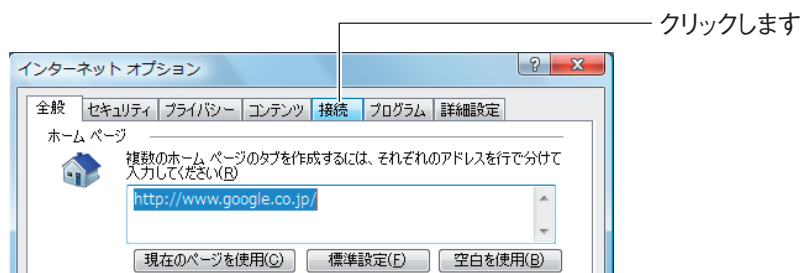 クリックします
インターネット オプション
全般 セキュリティ プライバシー コンテンツ 接続 プログラム 詳細設定
ホーム ページ
複数のホーム ページのタブを作成するには、それぞれのアドレスを行で分けて
入力してください(R)
http://www.google.co.jp/
現在のページを使用(C) 標準設定(F) 空白を使用(B)